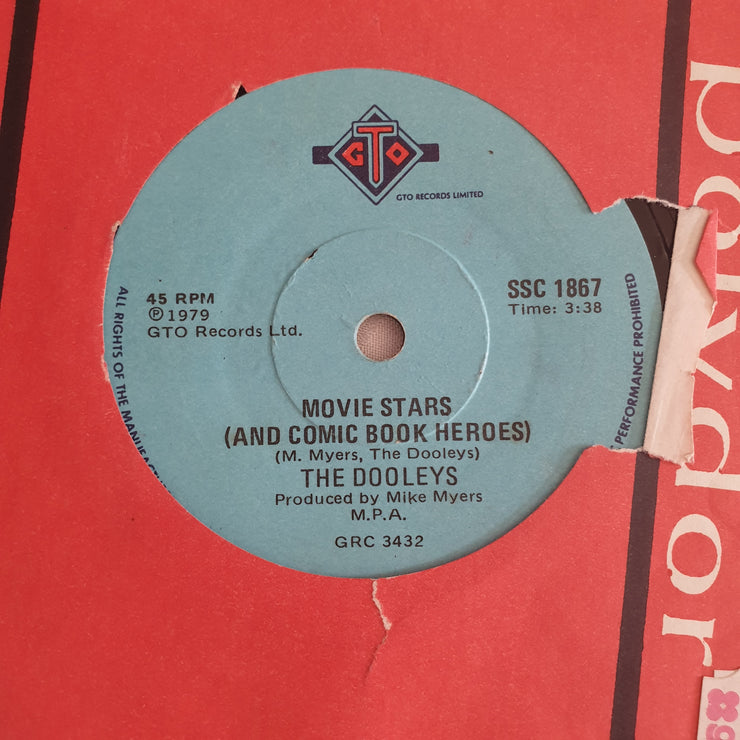 GTO
GTO RECORDS LIMITED
45 RPM
℗ 1979
GTO Records Ltd.
SSC 1867
Time: 3:38
MOVIE STARS
(AND COMIC BOOK HEROES)
(M. Myers, The Dooleys)
THE DOOLEYS
Produced by Mike Myers
M.P.A.
GRC 3432
ALL RIGHTS OF THE
PERFORMANCE PROHIBITED
polydor